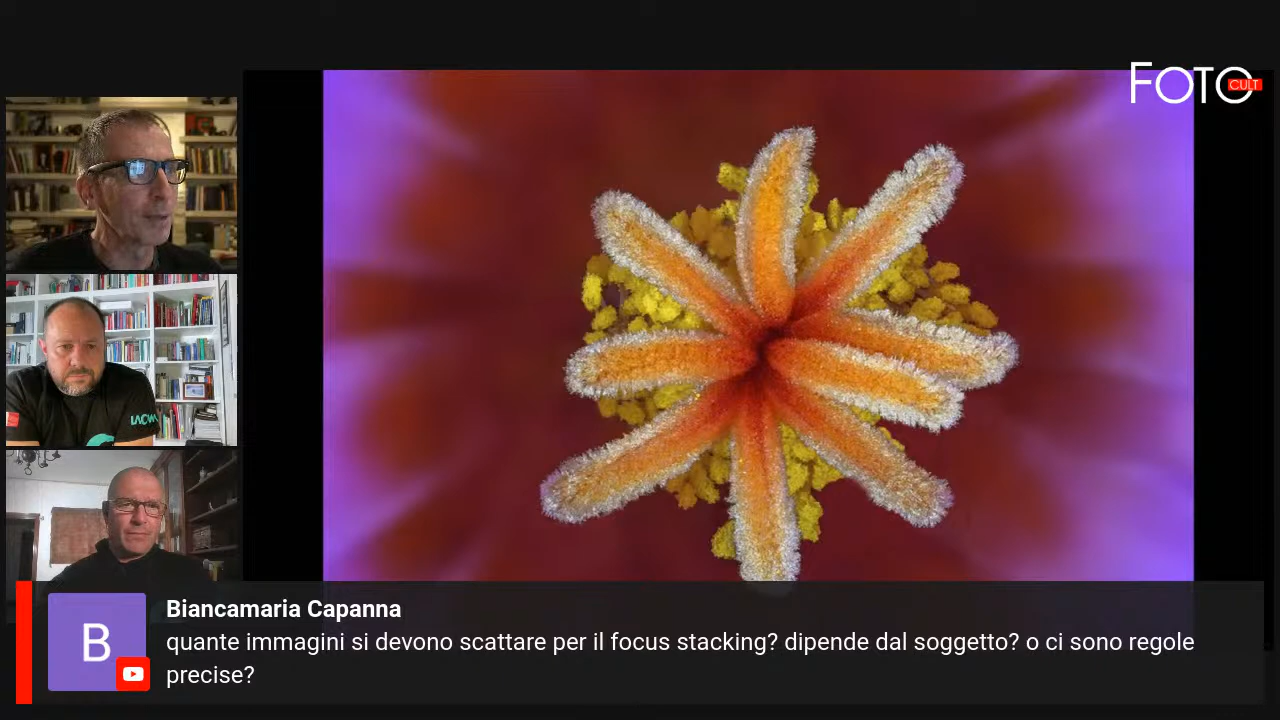 FOTO
CULT
B
Biancamaria Capanna
quante immagini si devono scattare per il focus stacking? dipende dal soggetto? o ci sono regole
precise?